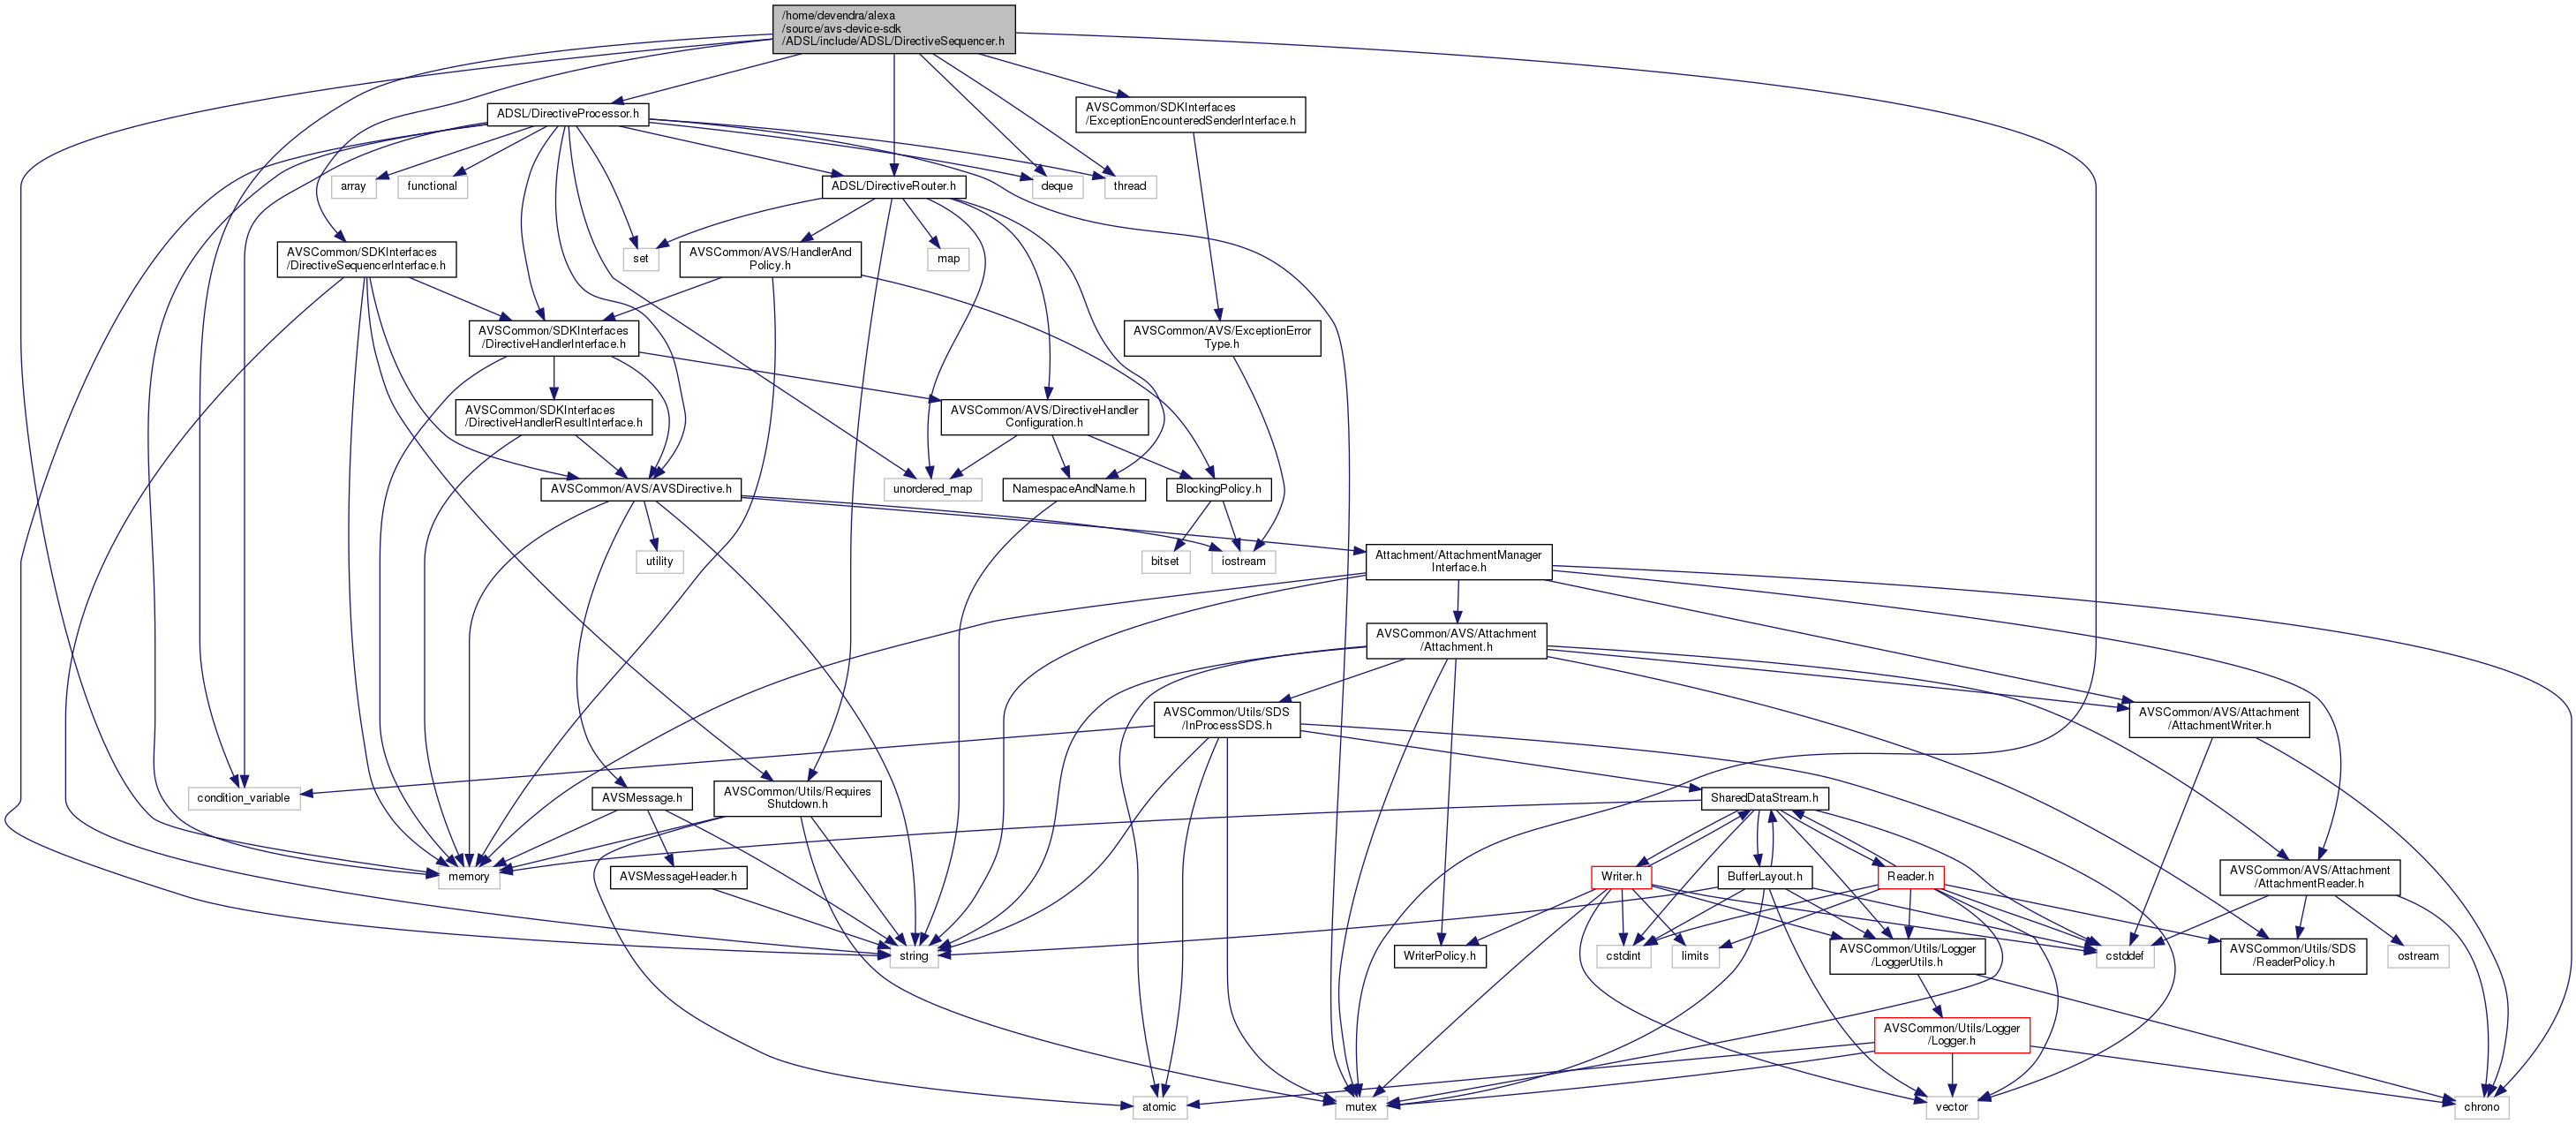 /home/devendra/alexa
/source/avs-device-sdk
/ADSL/include/ADSL/DirectiveSequencer.h
ADSL/DirectiveProcessor.h
AVSCommon/SDKInterfaces
/ExceptionEncounteredSenderInterface.h
array
functional
ADSL/DirectiveRouter.h
deque
thread
AVSCommon/SDKInterfaces
/DirectiveSequencerInterface.h
set
AVSCommon/AVS/HandlerAnd
Policy.h
map
AVSCommon/SDKInterfaces
/DirectiveHandlerInterface.h
AVSCommon/AVS/ExceptionError
Type.h
AVSCommon/SDKInterfaces
/DirectiveHandlerResultInterface.h
AVSCommon/AVS/DirectiveHandler
Configuration.h
AVSCommon/AVS/AVSDirective.h
unordered_map
NamespaceAndName.h
BlockingPolicy.h
utility
bitset
iostream
Attachment/AttachmentManager
Interface.h
AVSCommon/AVS/Attachment
/Attachment.h
AVSCommon/Utils/SDS
/InProcessSDS.h
AVSCommon/AVS/Attachment
/AttachmentWriter.h
condition_variable
AVSMessage.h
AVSCommon/Utils/Requires
Shutdown.h
SharedDataStream.h
memory
AVSMessageHeader.h
Writer.h
BufferLayout.h
Reader.h
AVSCommon/AVS/Attachment
/AttachmentReader.h
string
WriterPolicy.h
cstdint
limits
AVSCommon/Utils/Logger
/LoggerUtils.h
cstddef
AVSCommon/Utils/SDS
/ReaderPolicy.h
ostream
AVSCommon/Utils/Logger
/Logger.h
atomic
mutex
vector
chrono